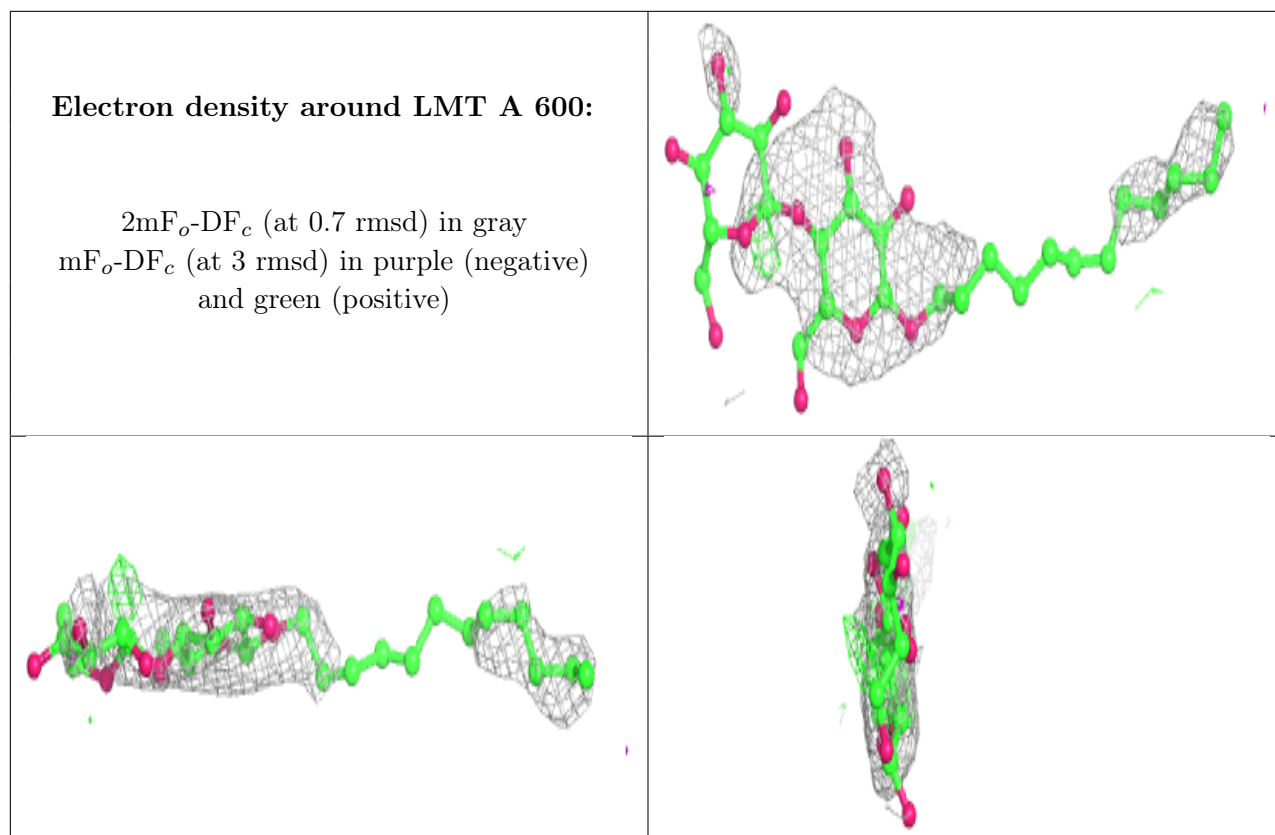 Electron density around LMT A 600:
2mFo-DFc (at 0.7 rmsd) in gray
mFo-DFc (at 3 rmsd) in purple (negative)
and green (positive)